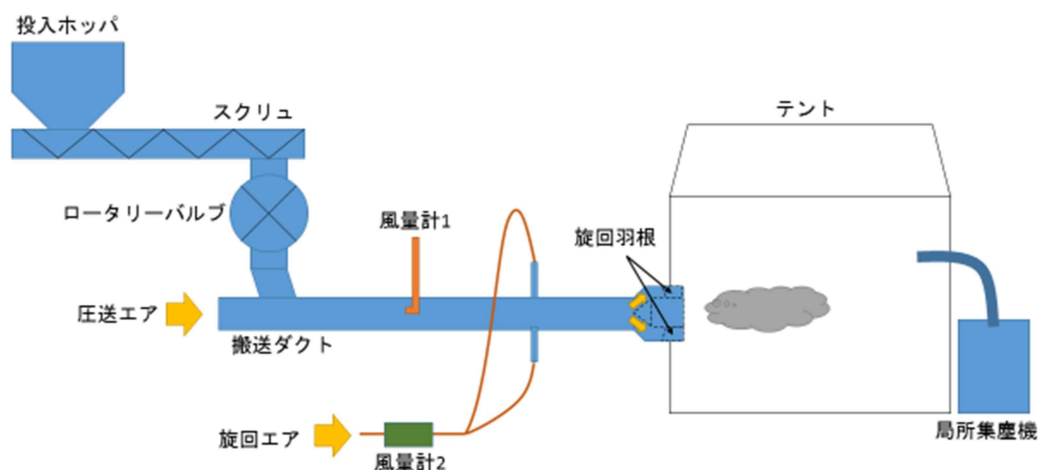 投入ホッパ
スクリュ
テント
ロータリーバルブ
風量計1
旋回羽根
圧送エア
搬送ダクト
旋回エア
風量計2
局所集塵機